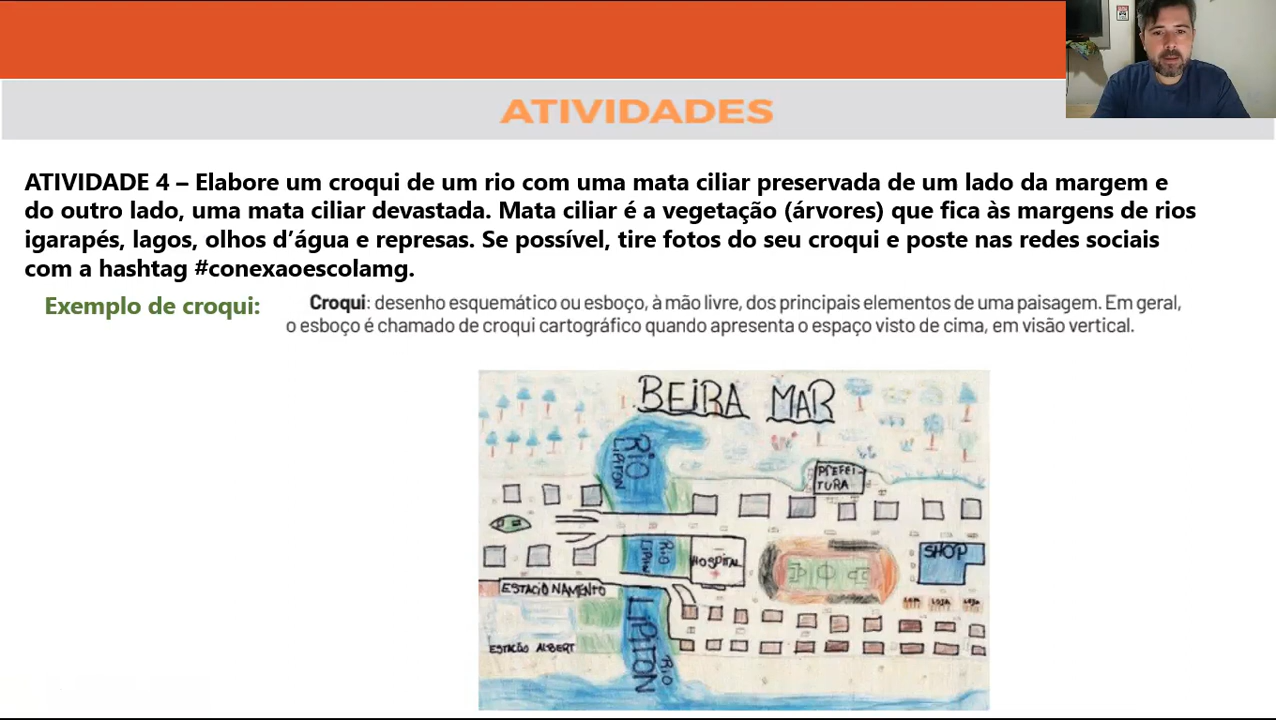 ATIVIDADES
ATIVIDADE 4 – Elabore um croqui de um rio com uma mata ciliar preservada de um lado da margem e
do outro lado, uma mata ciliar devastada. Mata ciliar é a vegetação (árvores) que fica às margens de rios
igarapés, lagos, olhos d’água e represas. Se possível, tire fotos do seu croqui e poste nas redes sociais
com a hashtag #conexaoescolamg.
Exemplo de croqui:
Croqui: desenho esquemático ou esboço, à mão livre, dos principais elementos de uma paisagem. Em geral,
o esboço é chamado de croqui cartográfico quando apresenta o espaço visto de cima, em visão vertical.
BEIRA MAR
RIO
LIPITON
PREFEI-
TURA
RIO
HOSPITAL
SHOP
ESTACIONAMENTO
LOJA
ESTAÇÃO ALBERT
LIPITON
RIO